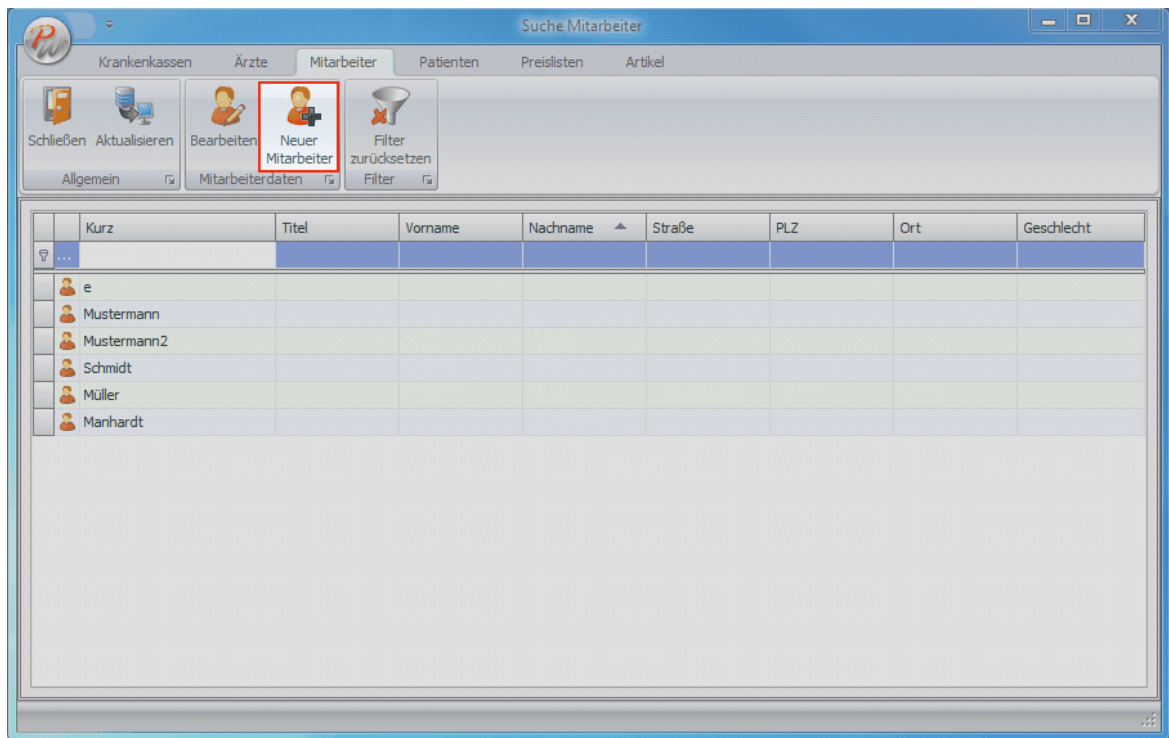 Suche Mitarbeiter
PW
Krankenkassen Ärzte Mitarbeiter Patienten Preislisten Artikel
Schließen Aktualisieren Bearbeiten Neuer Mitarbeiter Filter zurücksetzen
Allgemein Mitarbeiterdaten Filter
Kurz Titel Vorname Nachname Straße PLZ Ort Geschlecht
...
e
Mustermann
Mustermann2
Schmidt
Müller
Manhardt